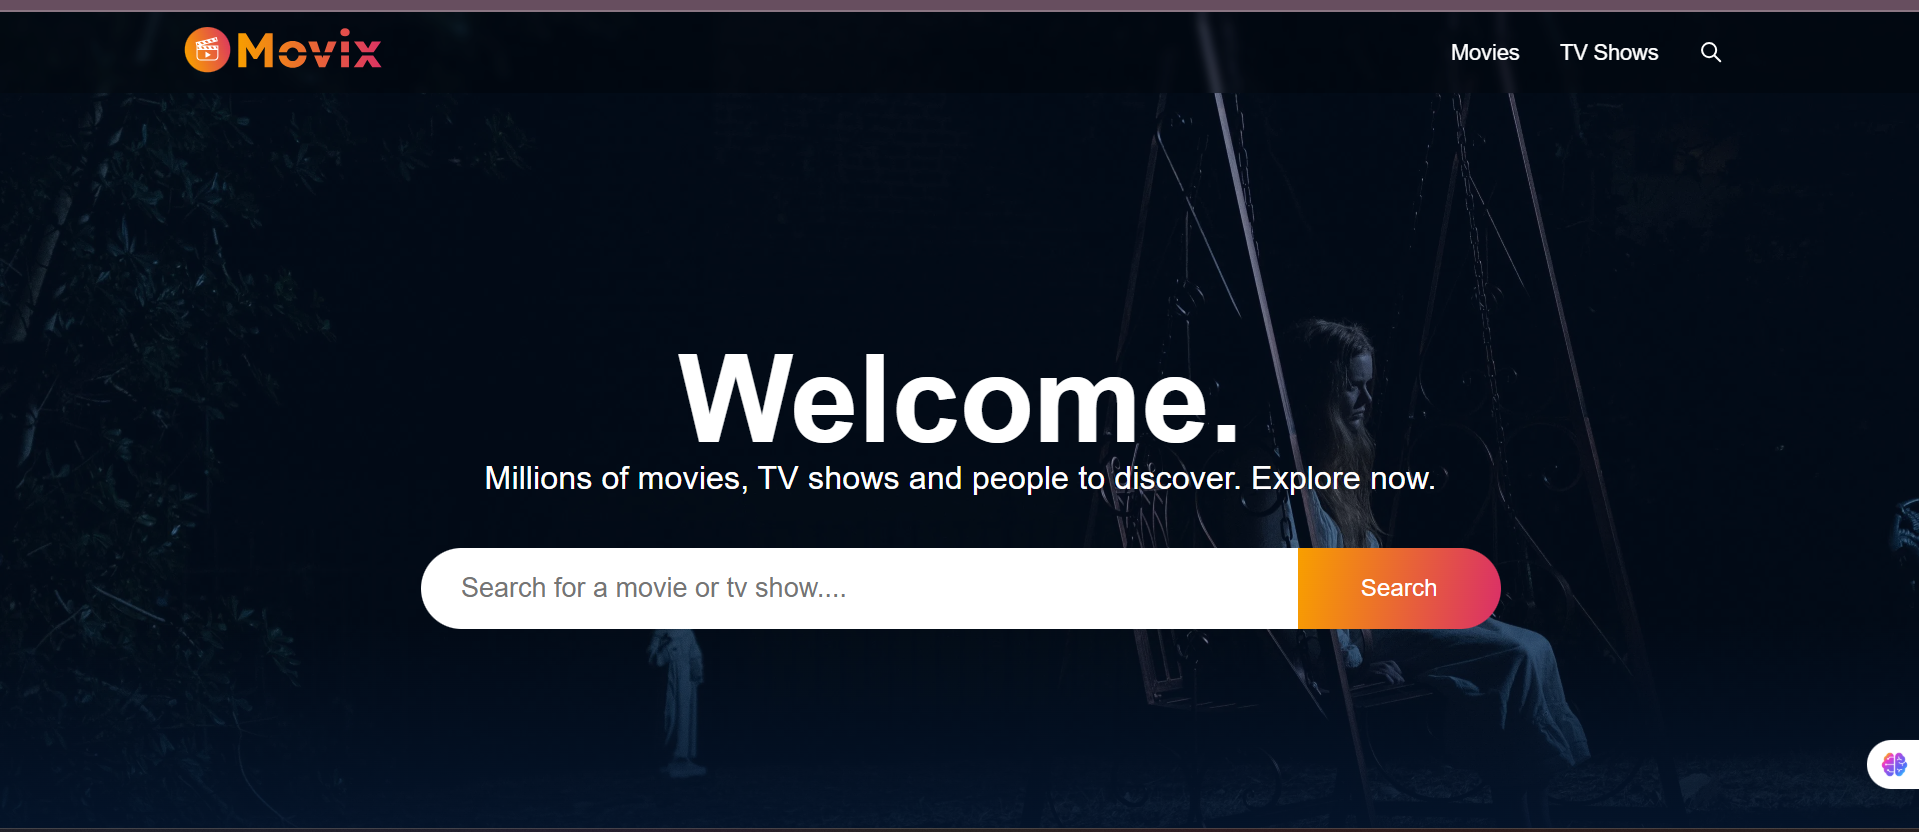 Movix
Movies
TV Shows
Welcome.
Millions of movies, TV shows and people to discover. Explore now.
Search for a movie or tv show....
Search